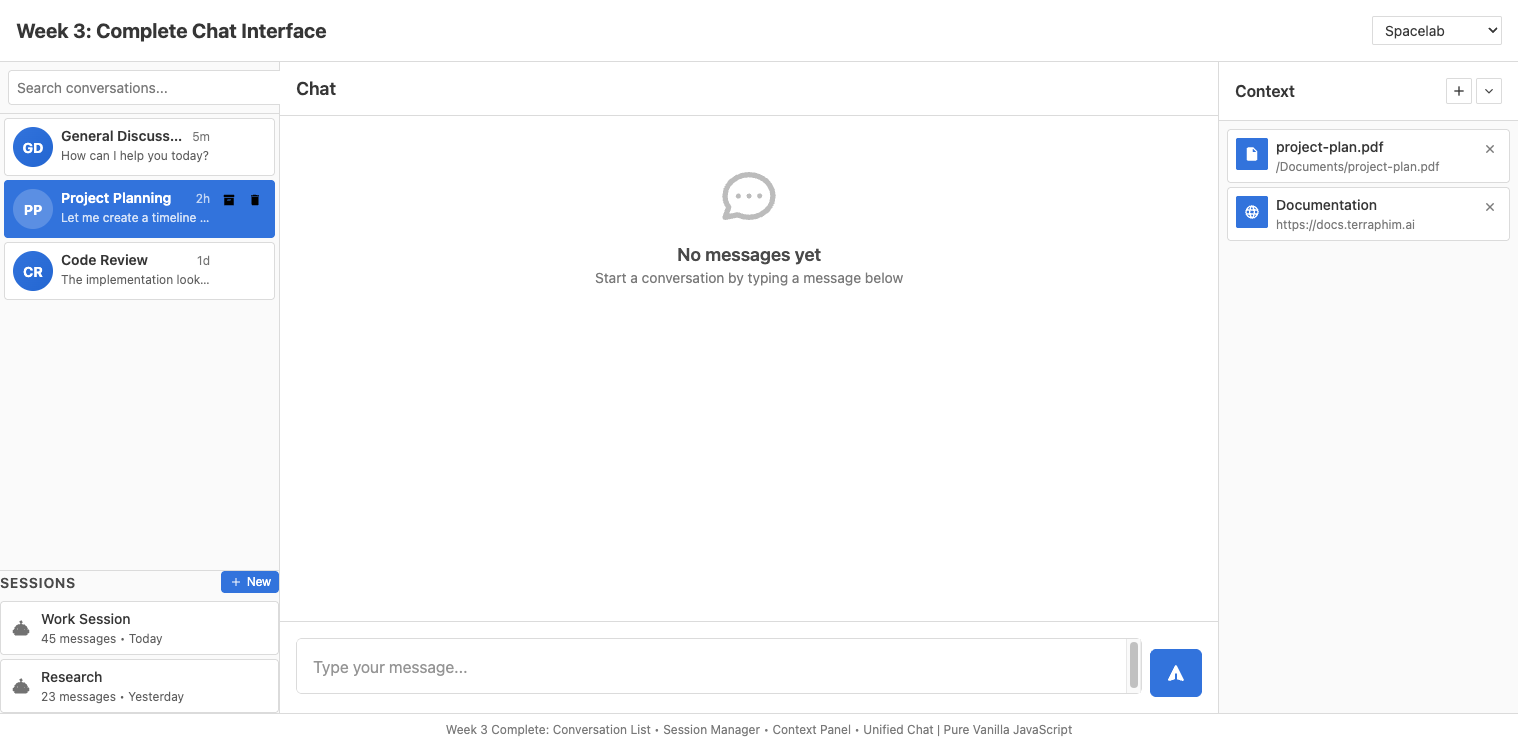 Week 3: Complete Chat Interface
Spacelab
Search conversations...
GD
General Discuss...
5m
How can I help you today?
PP
Project Planning
2h
Let me create a timeline ...
CR
Code Review
1d
The implementation look...
SESSIONS
+ New
Work Session
45 messages • Today
Research
23 messages • Yesterday
Chat
No messages yet
Start a conversation by typing a message below
Type your message...
Context
project-plan.pdf
/Documents/project-plan.pdf
Documentation
https://docs.terraphim.ai
Week 3 Complete: Conversation List • Session Manager • Context Panel • Unified Chat | Pure Vanilla JavaScript